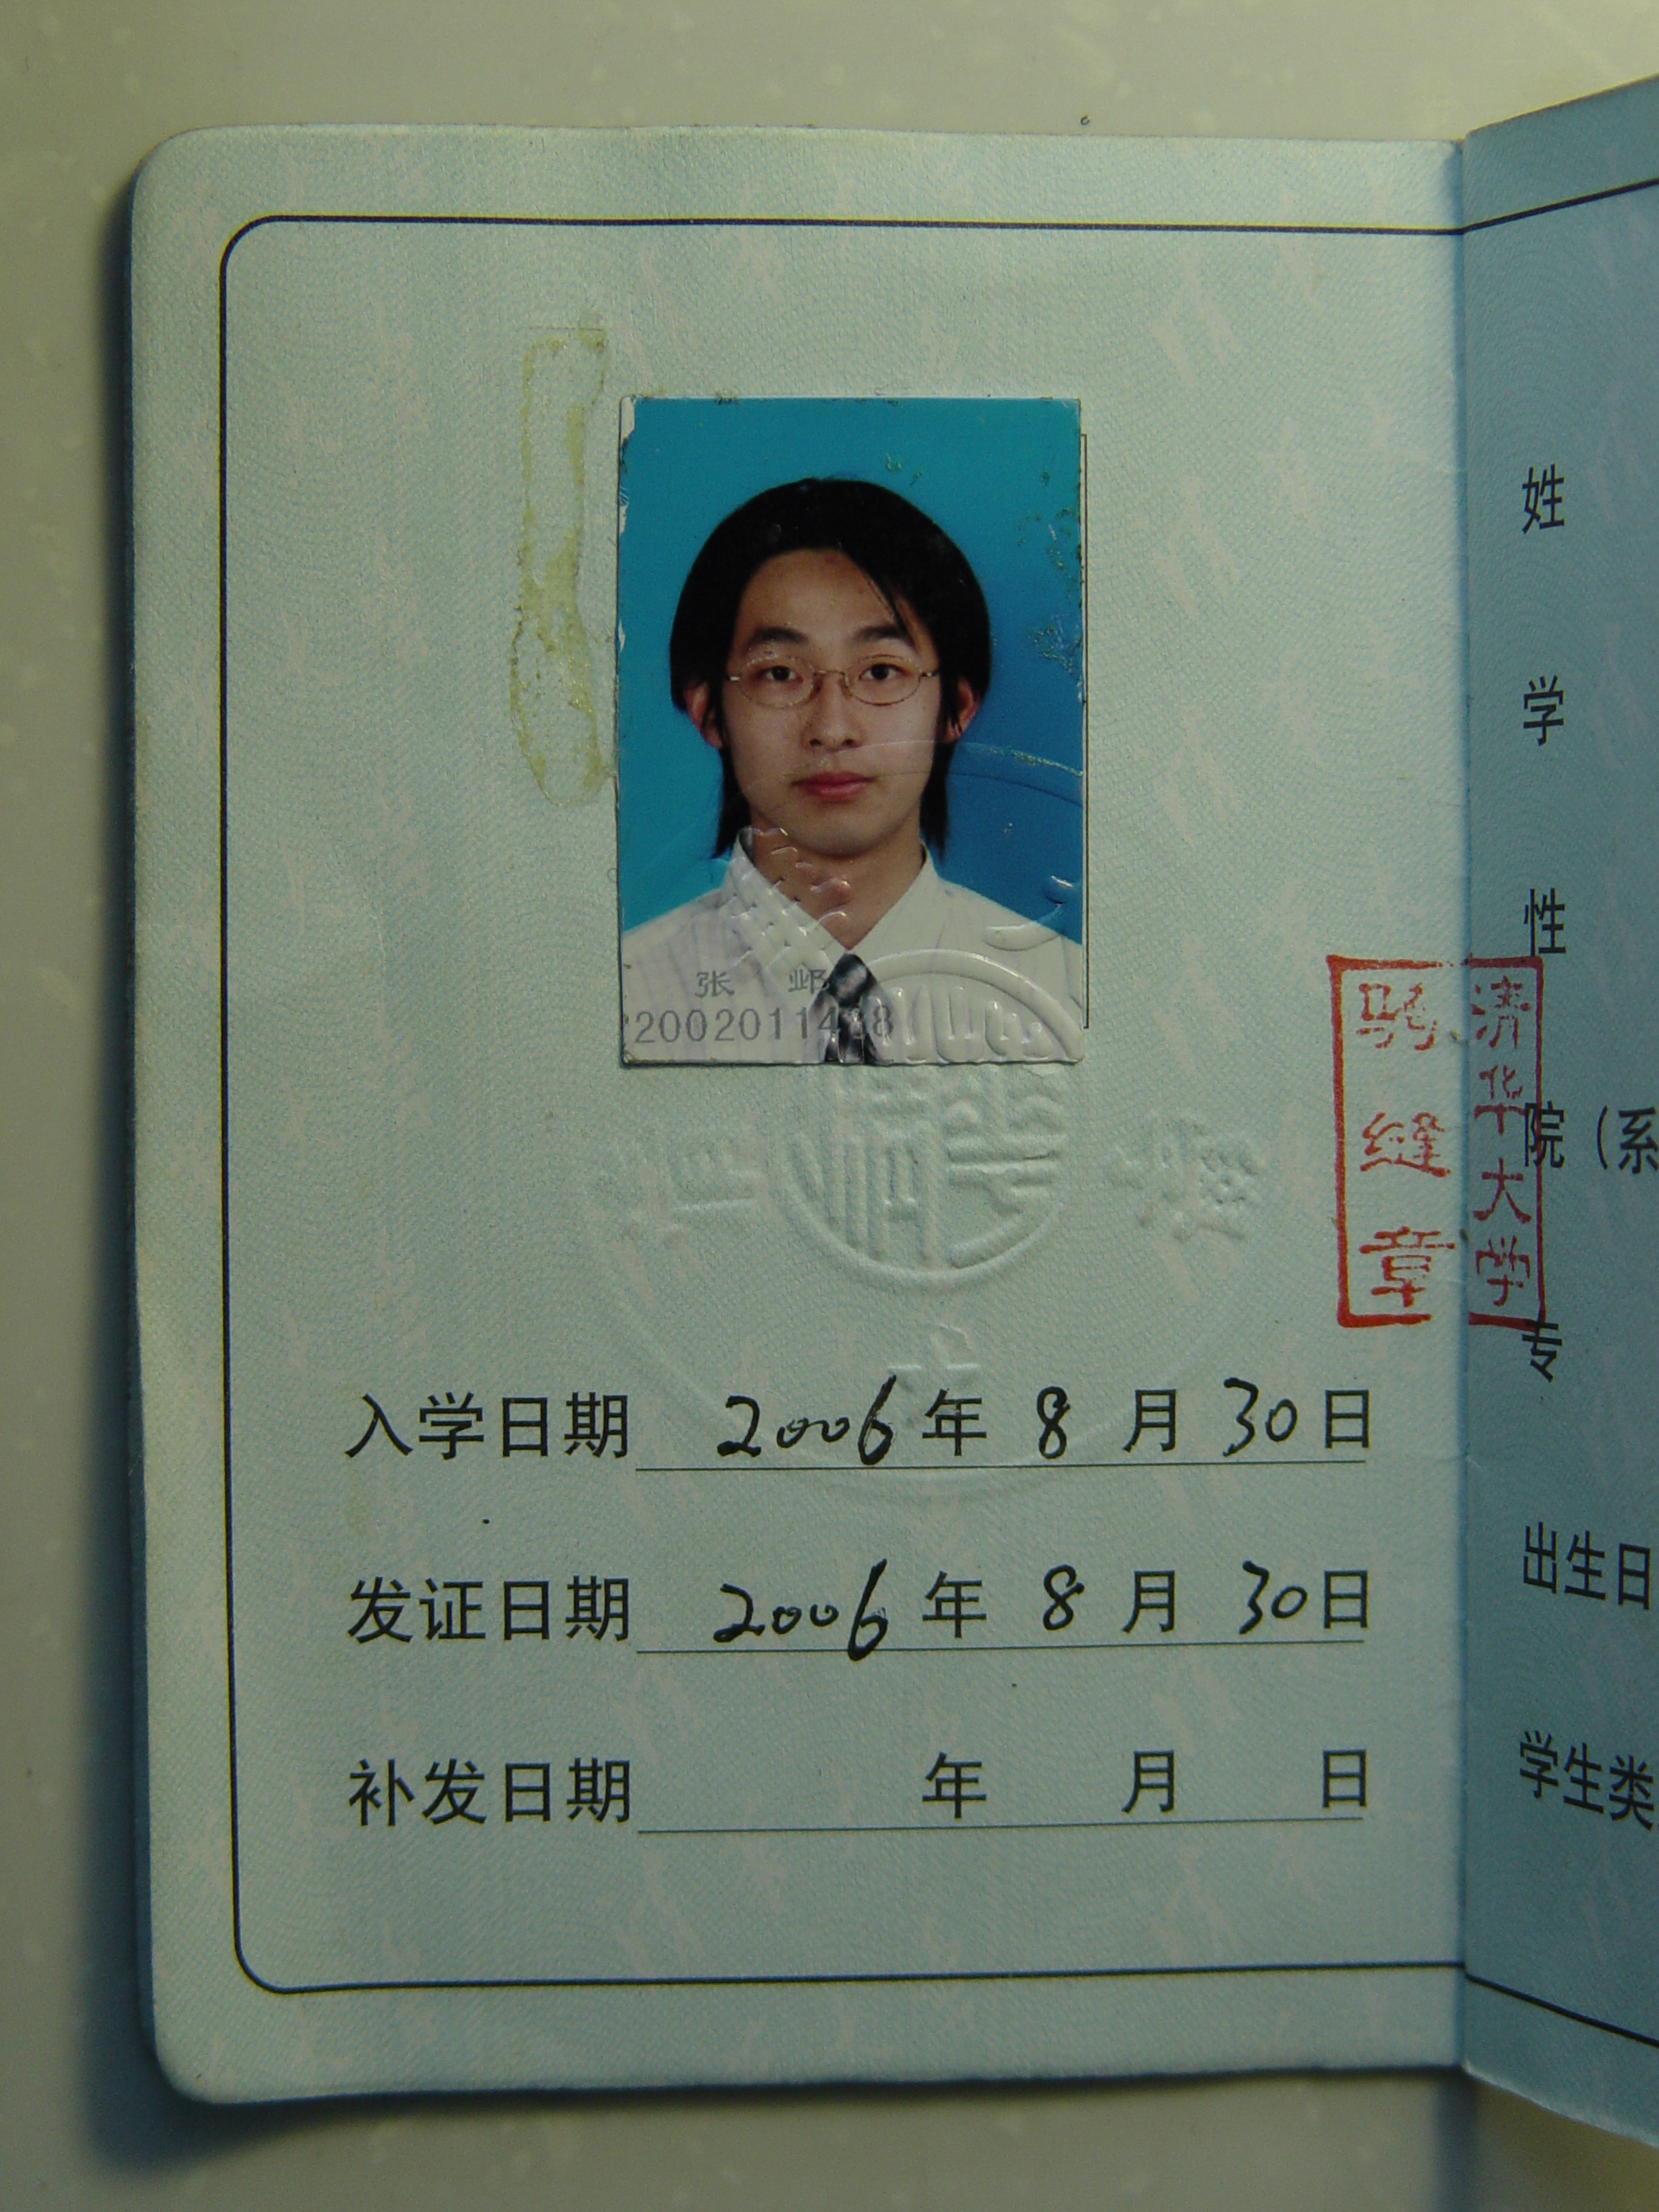 张 邺
入学日期 2006 年 8 月 30 日
发证日期 2006 年 8 月 30 日
补发日期 年 月 日
清华大学
骑缝章
清华
姓
学
性
院（系
专
出生日
学生类